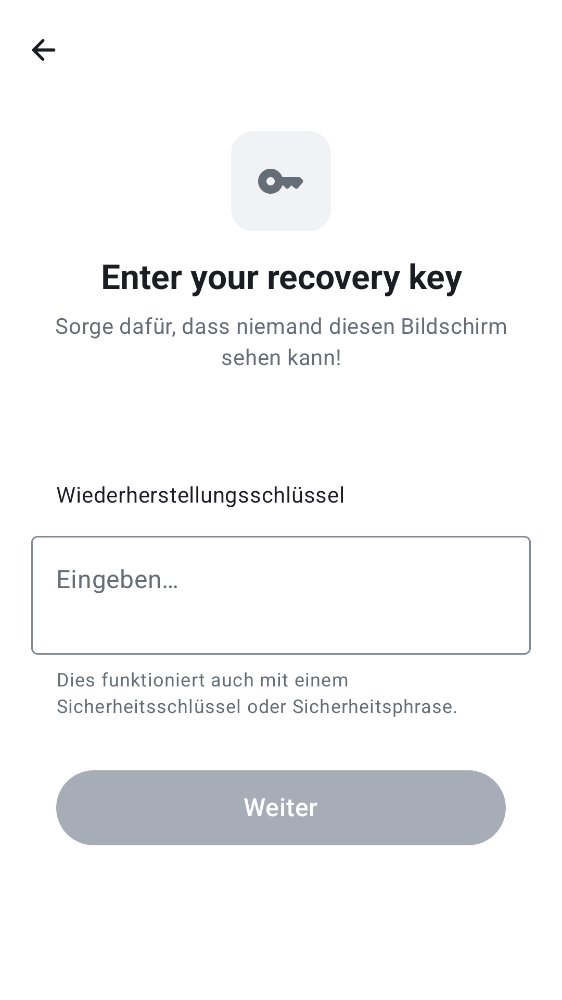 Enter your recovery key
Sorge dafür, dass niemand diesen Bildschirm
sehen kann!
Wiederherstellungsschlüssel
Eingeben…
Dies funktioniert auch mit einem
Sicherheitsschlüssel oder Sicherheitsphrase.
Weiter